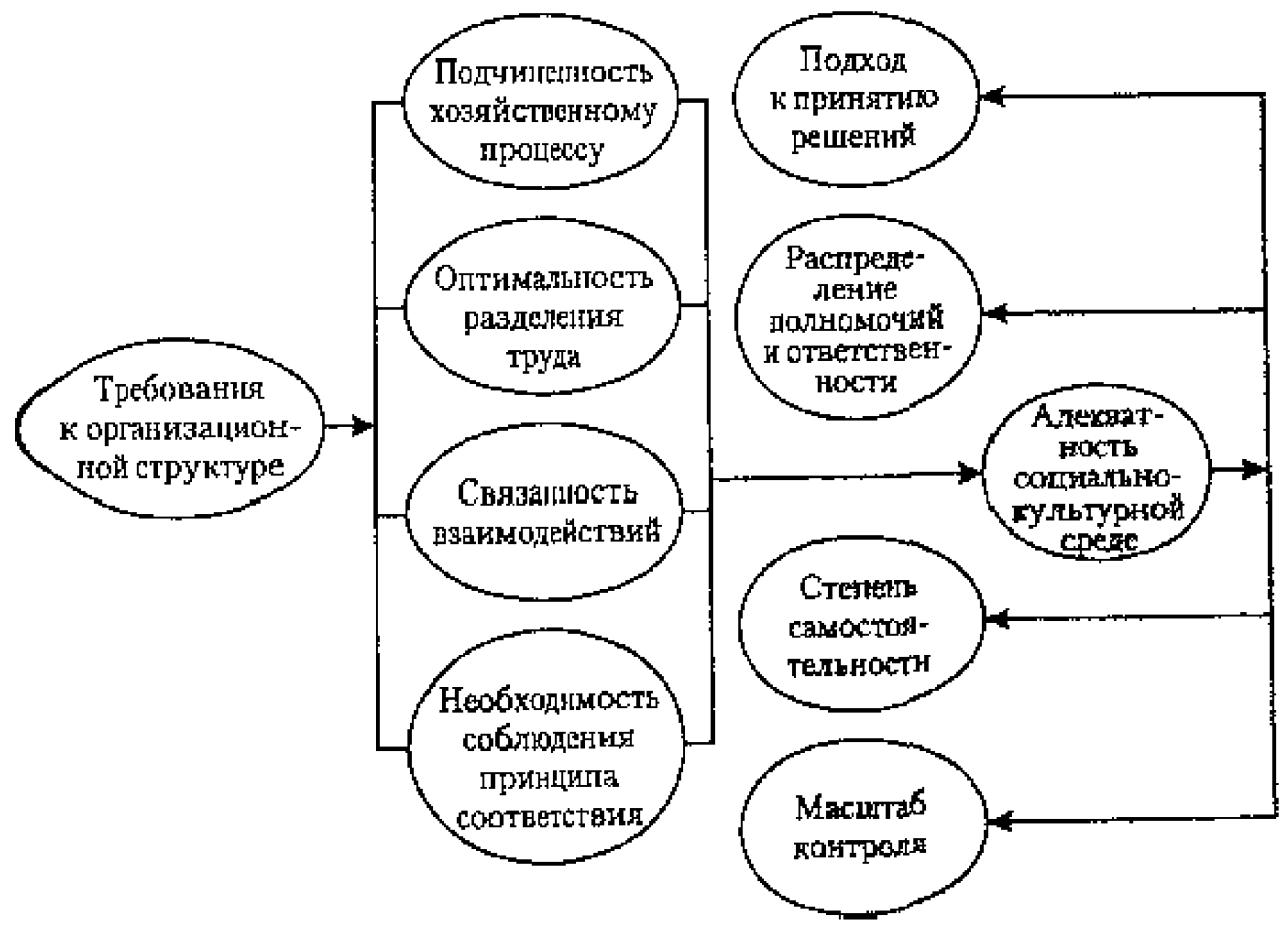 Требования
к организацион-
ной структуре
Подчиненность
хозяйственному
процессу
Оптимальность
разделения
труда
Связанность
взаимодействий
Необходимость
соблюдения
принципа
соответствия
Подход
к принятию
решений
Распреде-
ление
полномочий
и ответствен-
ности
Адекват-
ность
социально-
культурной
среде
Степень
самостоя-
тельности
Масштаб
контроля